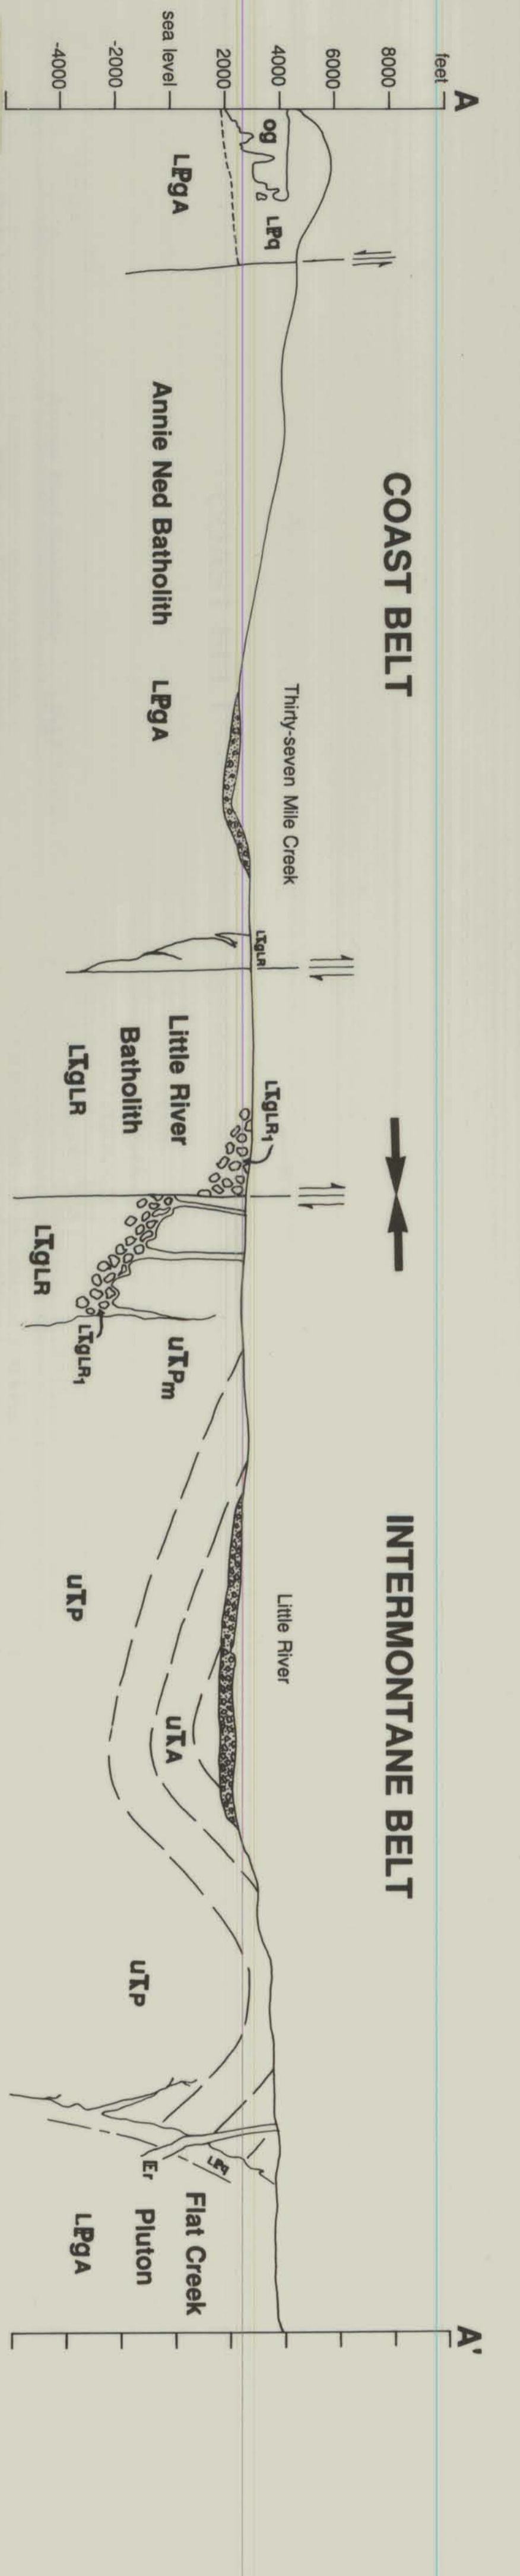 A
A'
feet
8000
6000
4000
2000
sea level
-2000
-4000
COAST BELT
INTERMONTANE BELT
og
LPq
LPgA
Annie Ned Batholith
LPgA
Thirty-seven Mile Creek
LTgLR
Little River
Batholith
LTgLR
LTgLR1
LTgLR
LTgLR1
uTPm
uTP
Little River
uTA
uTP
Er
LPq
Flat Creek
Pluton
LPgA